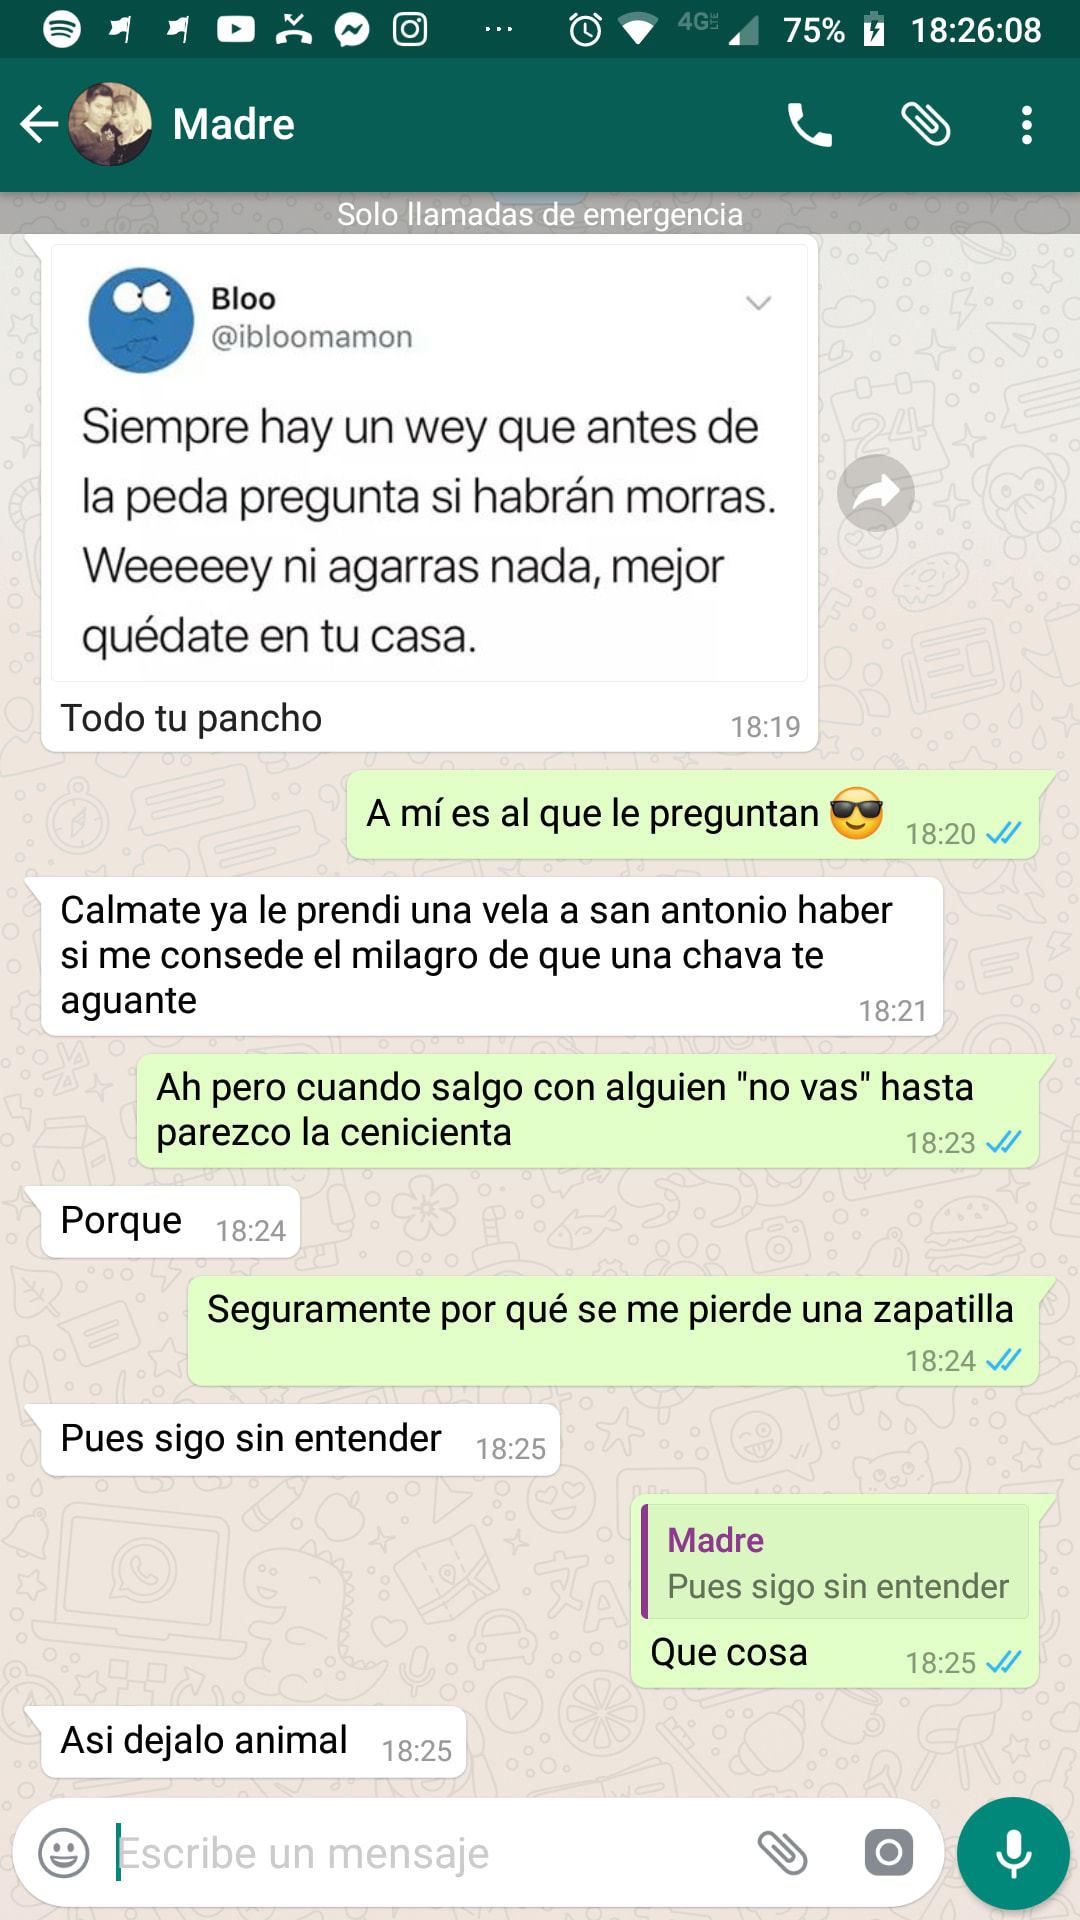 4G LTE 75% 18:26:08
Madre
Solo llamadas de emergencia
Bloo
@ibloomamon
Siempre hay un wey que antes de
la peda pregunta si habrán morras.
Weeeeey ni agarras nada, mejor
quédate en tu casa.
Todo tu pancho 18:19
A mí es al que le preguntan 😎 18:20
Calmate ya le prendi una vela a san antonio haber
si me consede el milagro de que una chava te
aguante 18:21
Ah pero cuando salgo con alguien "no vas" hasta
parezco la cenicienta 18:23
Porque 18:24
Seguramente por qué se me pierde una zapatilla
18:24
Pues sigo sin entender 18:25
Madre
Pues sigo sin entender
Que cosa 18:25
Asi dejalo animal 18:25
Escribe un mensaje